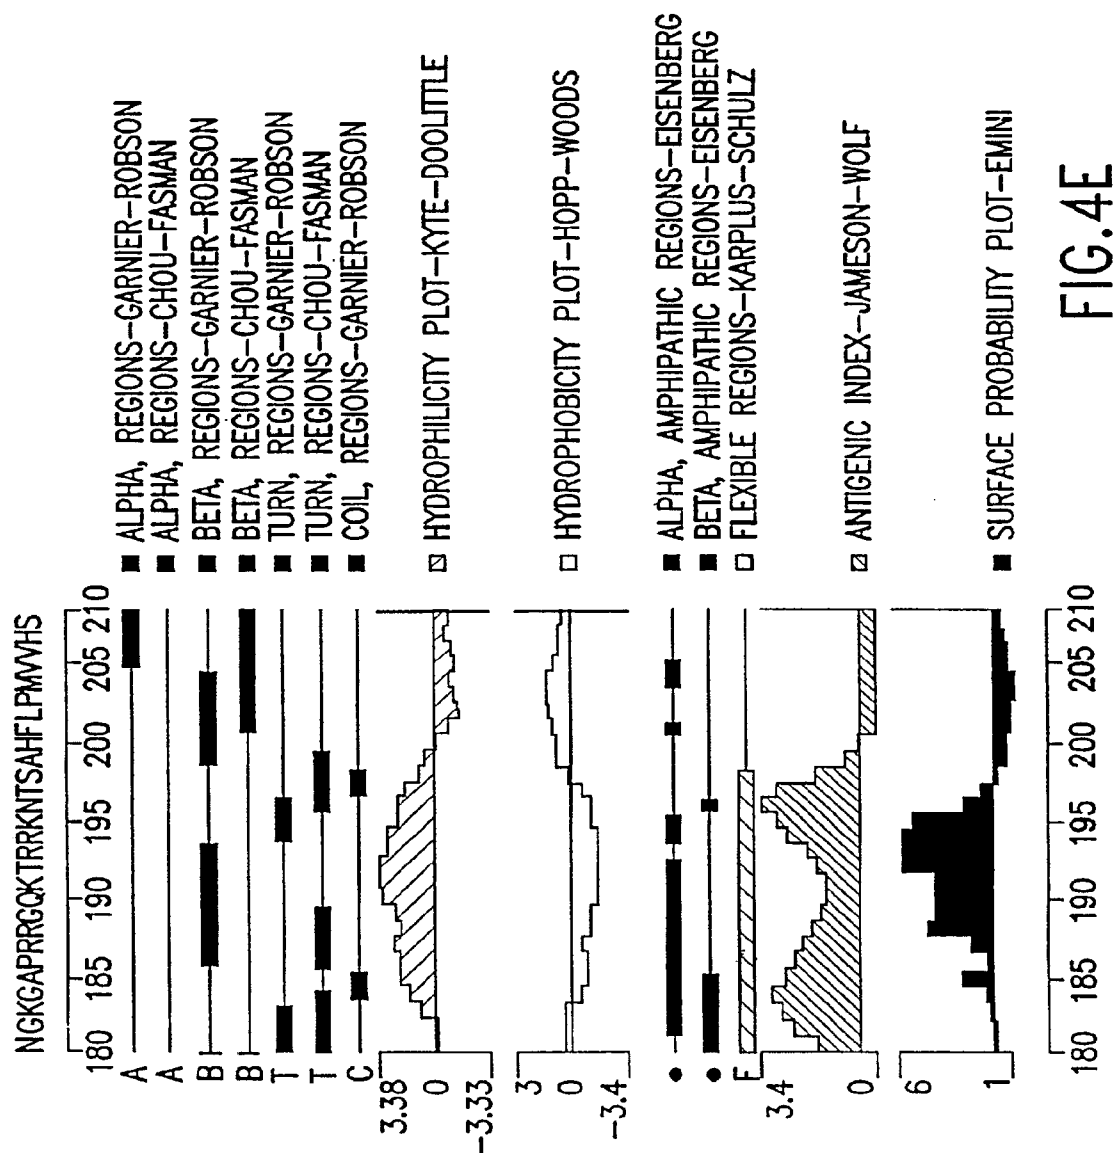 NGKGAPRRGQKTRRKNTSAHFLPMVVHS
180 185 190 195 200 205 210
A ■ ALPHA, REGIONS-GARNIER-ROBSON
A ■ ALPHA, REGIONS-CHOU-FASMAN
B ■ BETA, REGIONS-GARNIER-ROBSON
B ■ BETA, REGIONS-CHOU-FASMAN
T ■ TURN, REGIONS-GARNIER-ROBSON
T ■ TURN, REGIONS-CHOU-FASMAN
C ■ COIL, REGIONS-GARNIER-ROBSON
3.38
0 HYDROPHILICITY PLOT-KYTE-DOOLITTLE
-3.33
3
0 HYDROPHOBICITY PLOT-HOPP-WOODS
-3.4
ALPHA, AMPHIPATHIC REGIONS-EISENBERG
BETA, AMPHIPATHIC REGIONS-EISENBERG
F FLEXIBLE REGIONS-KARPLUS-SCHULZ
3.4
0 ANTIGENIC INDEX-JAMESON-WOLF
6
1 SURFACE PROBABILITY PLOT-EMINI
180 185 190 195 200 205 210
FIG.4E